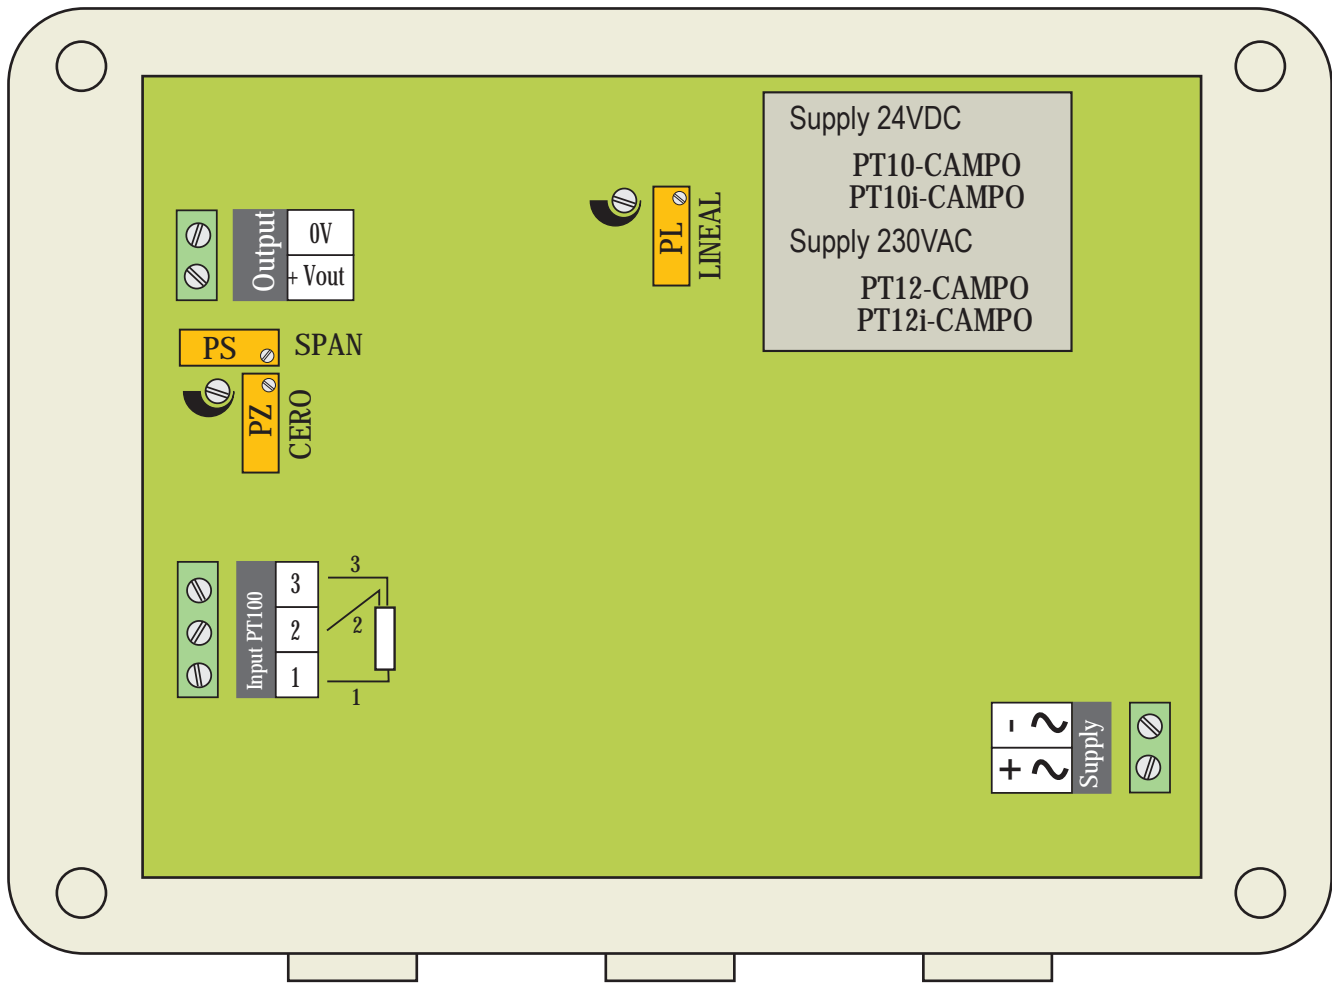 Supply 24VDC
PT10-CAMPO
PT10i-CAMPO
Supply 230VAC
PT12-CAMPO
PT12i-CAMPO
PL
LINEAL
Output
0V
+ Vout
PS
SPAN
PZ
CERO
Input PT100
3
2
1
3
2
1
- ~
+ ~
Supply